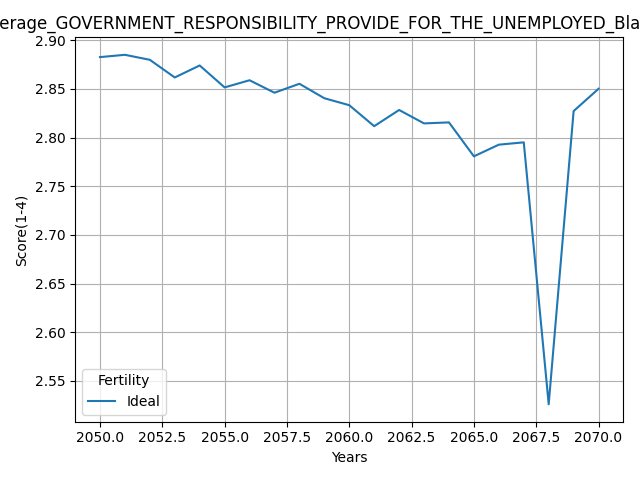 erage_GOVERNMENT_RESPONSIBILITY_PROVIDE_FOR_THE_UNEMPLOYED_Bla
2.90
2.85
2.80
2.75
2.70
2.65
2.60
2.55
Score(1-4)
Fertility
Ideal
2050.0 2052.5 2055.0 2057.5 2060.0 2062.5 2065.0 2067.5 2070.0
Years